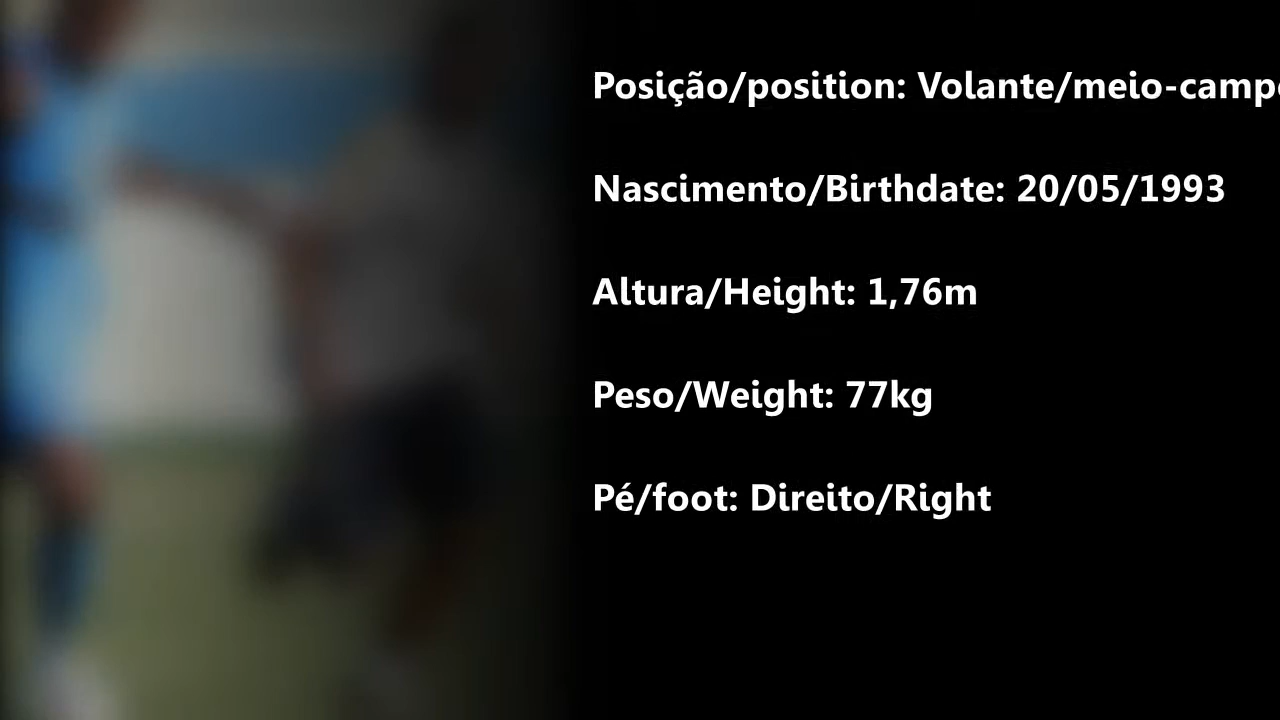 Posição/position: Volante/meio-camp
Nascimento/Birthdate: 20/05/1993
Altura/Height: 1,76m
Peso/Weight: 77kg
Pé/foot: Direito/Right